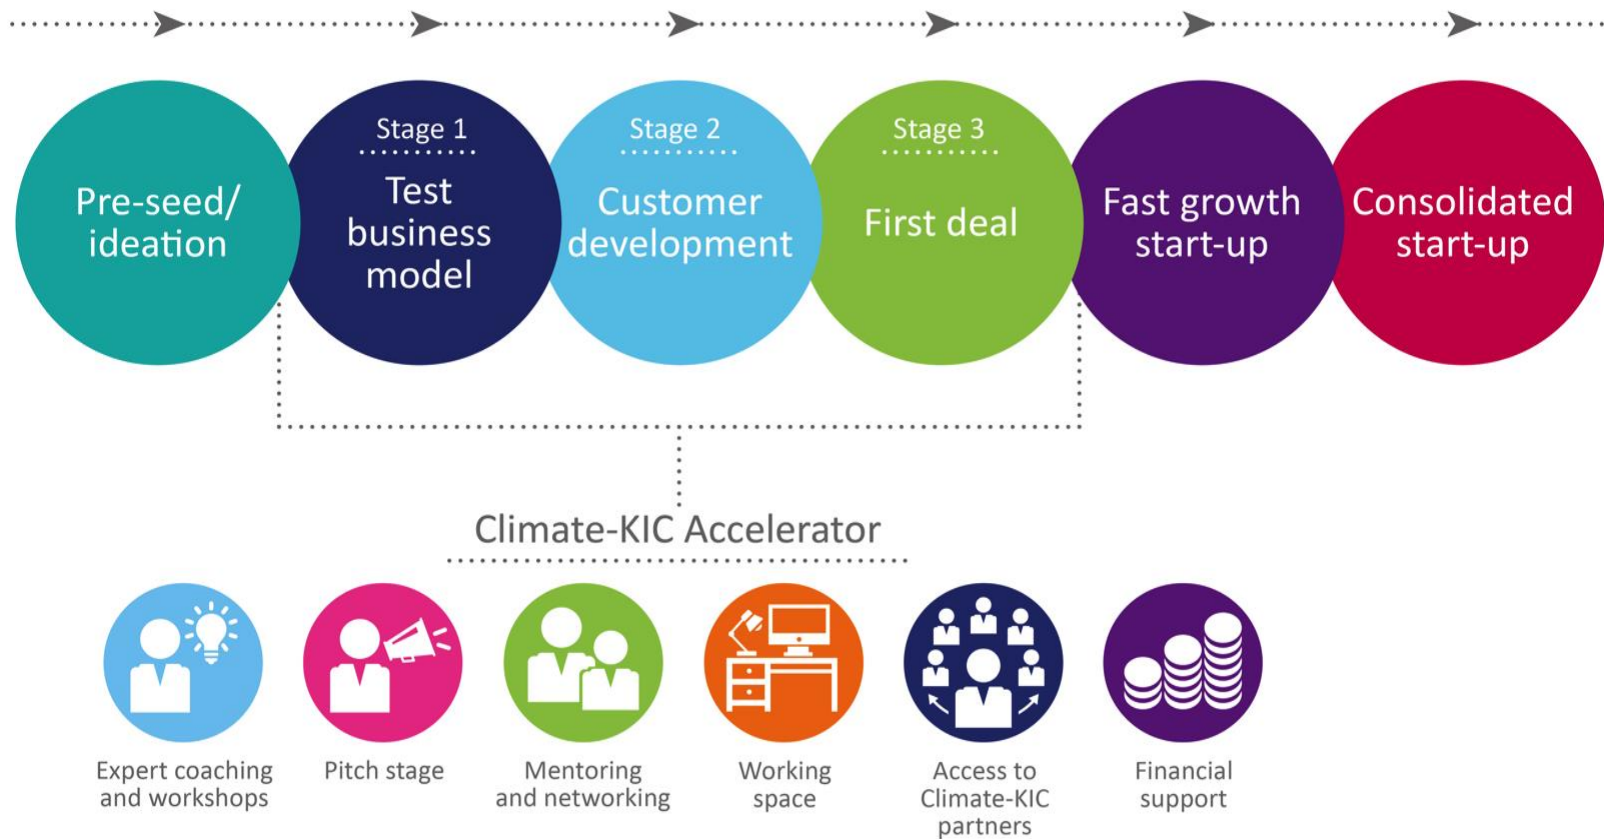 Pre-seed/
ideation
Stage 1
Test
business
model
Stage 2
Customer
development
Stage 3
First deal
Fast growth
start-up
Consolidated
start-up
Climate-KIC Accelerator
Expert coaching
and workshops
Pitch stage
Mentoring
and networking
Working
space
Access to
Climate-KIC
partners
Financial
support